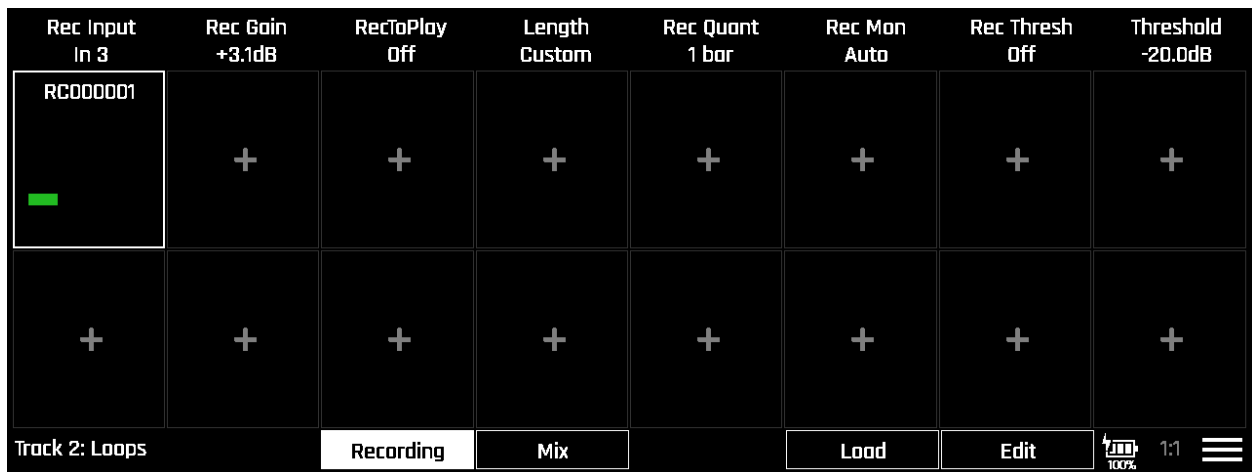 Rec Input Rec Gain RecToPlay Length Rec Quant Rec Mon Rec Thresh Threshold
In 3 +3.1dB Off Custom 1 bar Auto Off -20.0dB
RC000001
+ + + + + + +
+ + + + + + + +
Track 2: Loops Recording Mix Load Edit 100% 1:1